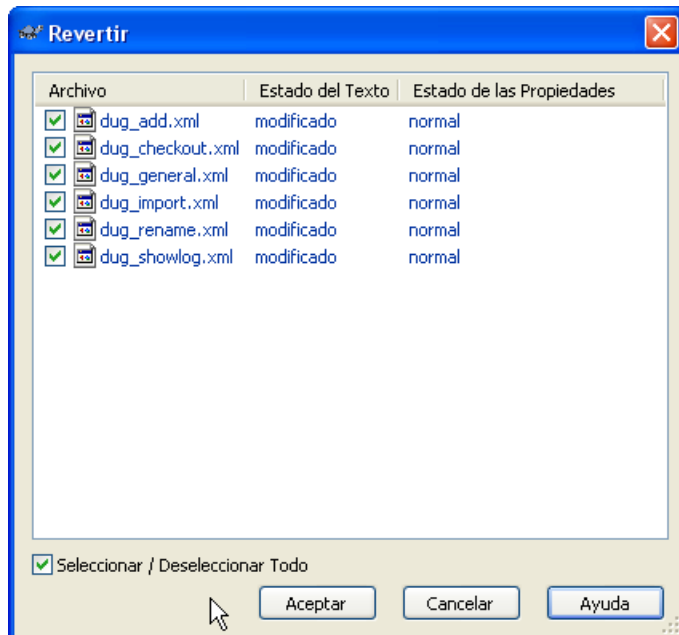 Revertir
Archivo Estado del Texto Estado de las Propiedades
dug_add.xml modificado normal
dug_checkout.xml modificado normal
dug_general.xml modificado normal
dug_import.xml modificado normal
dug_rename.xml modificado normal
dug_showlog.xml modificado normal
Seleccionar / Deseleccionar Todo
Aceptar Cancelar Ayuda